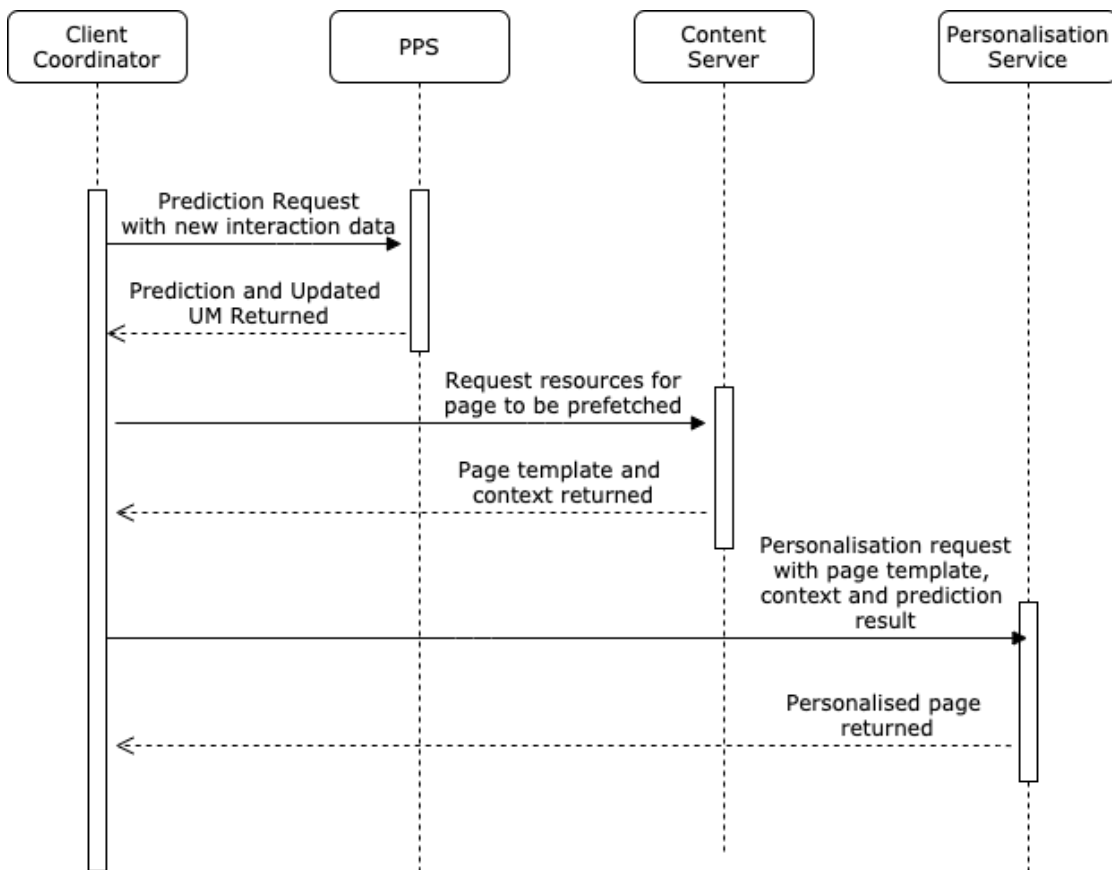 Client
Coordinator
PPS
Content
Server
Personalisation
Service
Prediction Request
with new interaction data
Prediction and Updated
UM Returned
Request resources for
page to be prefetched
Page template and
context returned
Personalisation request
with page template,
context and prediction
result
Personalised page
returned